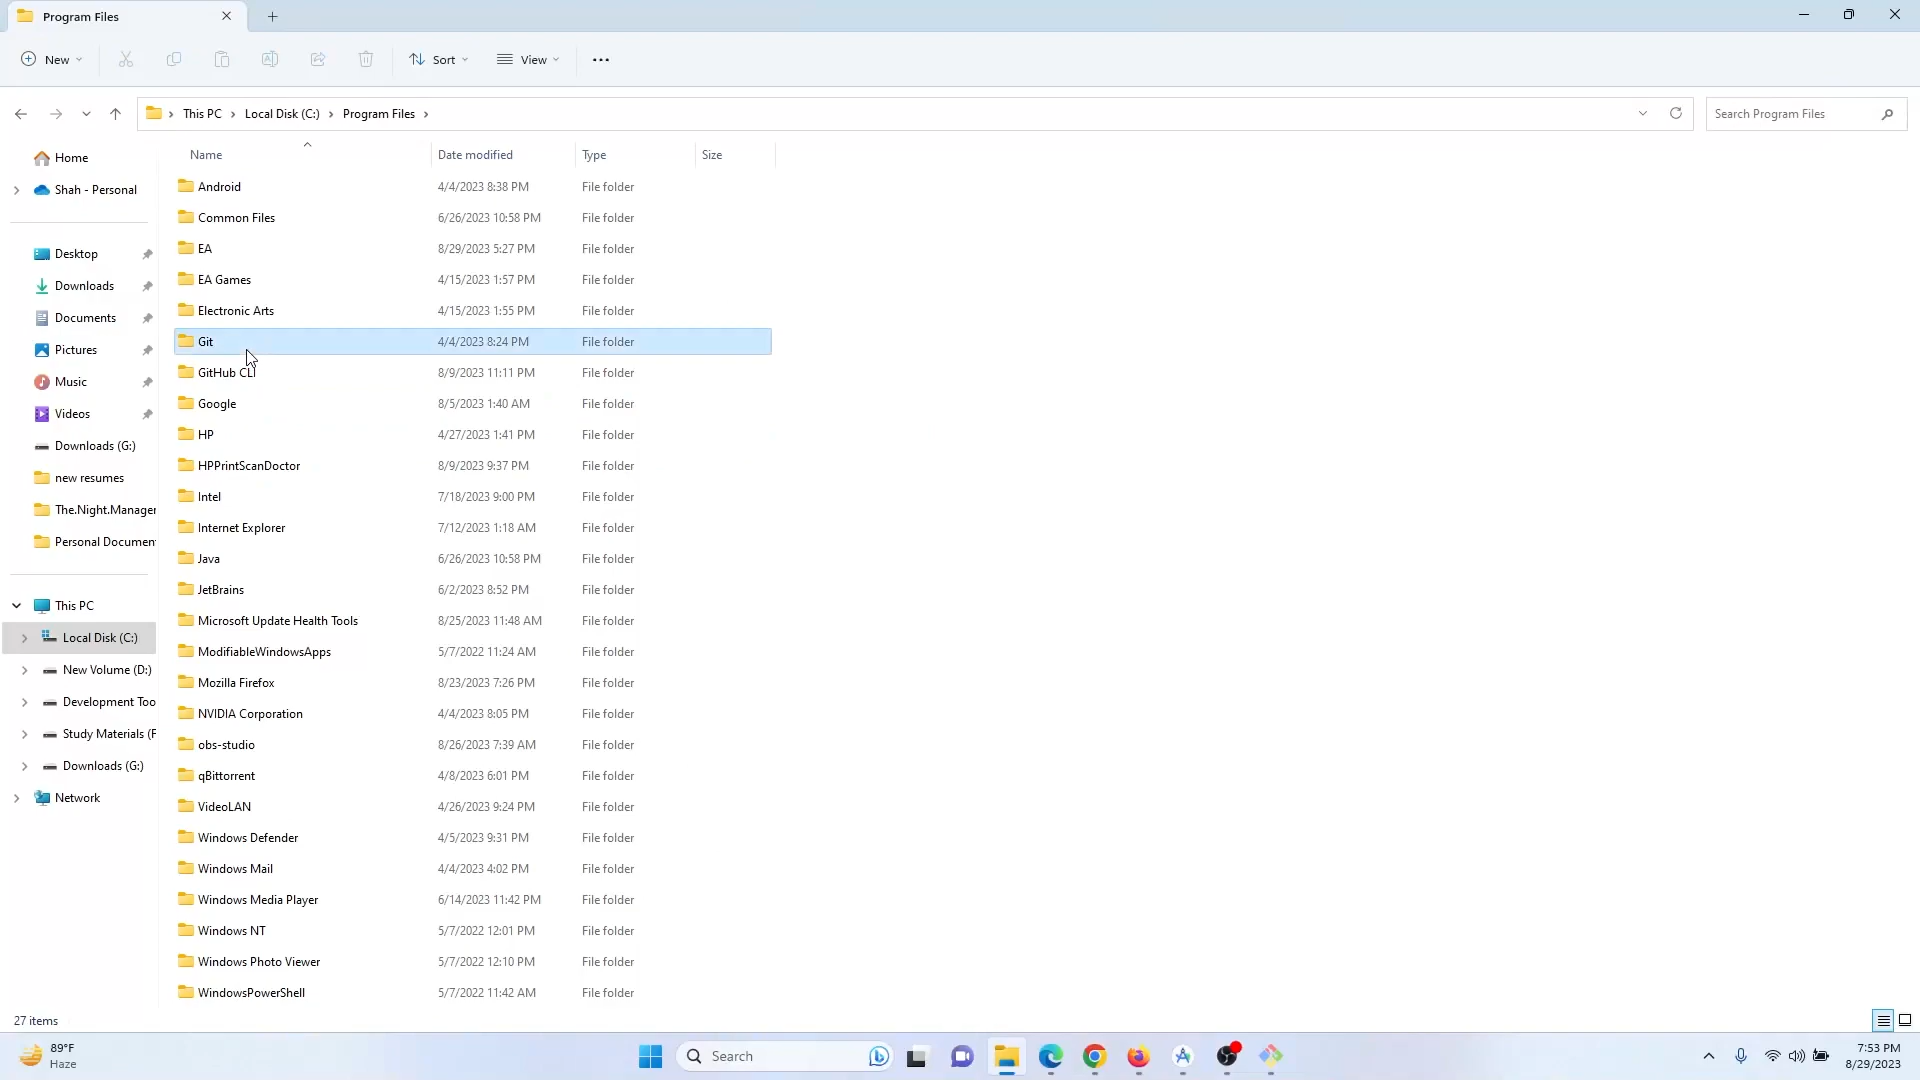 Program Files
New
Sort
View
This PC
Local Disk (C:)
Program Files
Search Program Files
Name
Date modified
Type
Size
Home
Shah - Personal
Desktop
Downloads
Documents
Pictures
Music
Videos
Downloads (G:)
new resumes
The.Night.Manager
Personal Documen
This PC
Local Disk (C:)
New Volume (D:)
Development Too
Study Materials (F
Downloads (G:)
Network
Android 4/4/2023 8:38 PM File folder
Common Files 6/26/2023 10:58 PM File folder
EA 8/29/2023 5:27 PM File folder
EA Games 4/15/2023 1:57 PM File folder
Electronic Arts 4/15/2023 1:55 PM File folder
Git 4/4/2023 8:24 PM File folder
GitHub CLI 8/9/2023 11:11 PM File folder
Google 8/5/2023 1:40 AM File folder
HP 4/27/2023 1:41 PM File folder
HPPrintScanDoctor 8/9/2023 9:37 PM File folder
Intel 7/18/2023 9:00 PM File folder
Internet Explorer 7/12/2023 1:18 AM File folder
Java 6/26/2023 10:58 PM File folder
JetBrains 6/2/2023 8:52 PM File folder
Microsoft Update Health Tools 8/25/2023 11:48 AM File folder
ModifiableWindowsApps 5/7/2022 11:24 AM File folder
Mozilla Firefox 8/23/2023 7:26 PM File folder
NVIDIA Corporation 4/4/2023 8:05 PM File folder
obs-studio 8/26/2023 7:39 AM File folder
qBittorrent 4/8/2023 6:01 PM File folder
VideoLAN 4/26/2023 9:24 PM File folder
Windows Defender 4/5/2023 9:31 PM File folder
Windows Mail 4/4/2023 4:02 PM File folder
Windows Media Player 6/14/2023 11:42 PM File folder
Windows NT 5/7/2022 12:01 PM File folder
Windows Photo Viewer 5/7/2022 12:10 PM File folder
WindowsPowerShell 5/7/2022 11:42 AM File folder
27 items
89°F
Haze
Search
7:53 PM
8/29/2023